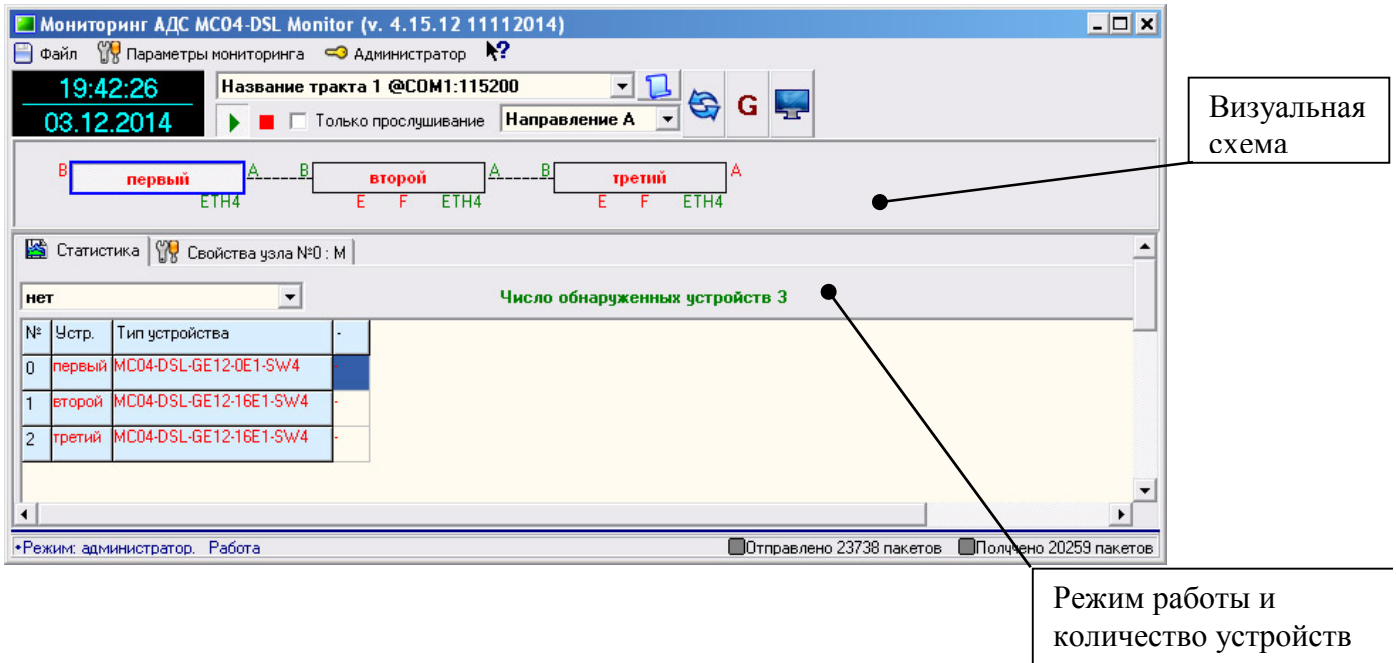 Мониторинг АДС MC04-DSL Monitor (v. 4.15.12 11112014)
Файл Параметры мониторинга Администратор
19:42:26
03.12.2014
Название тракта 1 @COM1:115200
G
Только прослушивание Направление А
Визуальная
схема
B первый A B второй A B третий A
ETH4 E F ETH4 E F ETH4
Статистика Свойства узла №0 : М
нет Число обнаруженных устройств 3
№ Устр. Тип устройства -
0 первый MC04-DSL-GE12-0E1-SW4 -
1 второй MC04-DSL-GE12-16E1-SW4 -
2 третий MC04-DSL-GE12-16E1-SW4 -
•Режим: администратор. Работа Отправлено 23738 пакетов Получено 20259 пакетов
Режим работы и
количество устройств